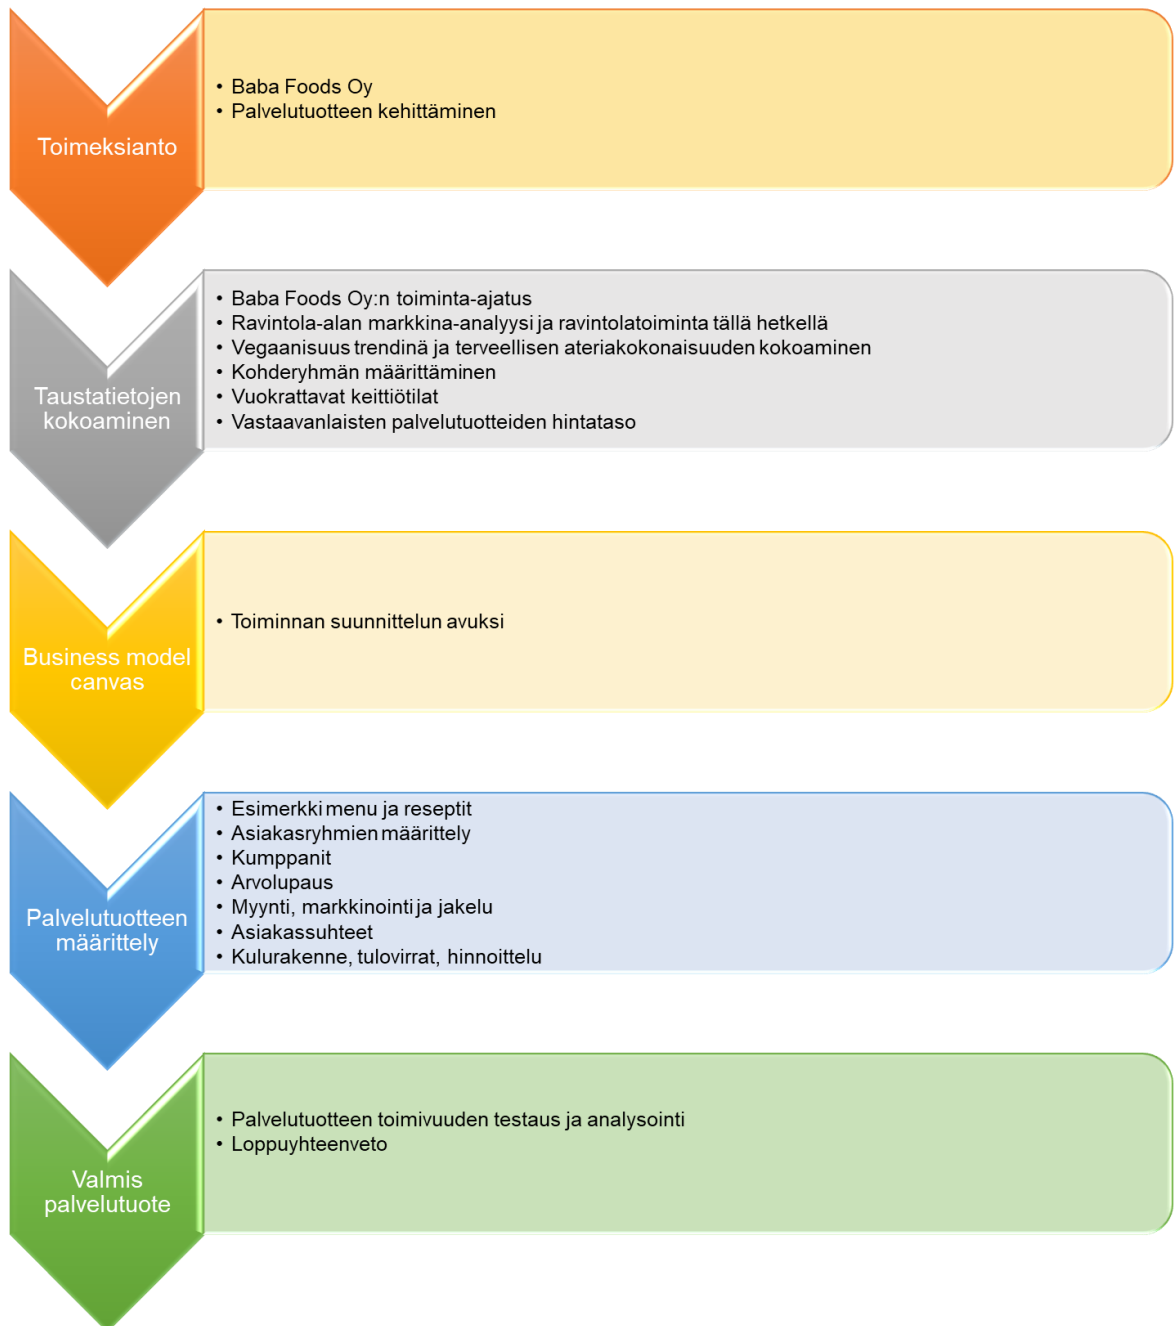 Toimeksianto
• Baba Foods Oy
• Palvelutuotteen kehittäminen
Taustatietojen
kokoaminen
• Baba Foods Oy:n toiminta-ajatus
• Ravintola-alan markkina-analyysi ja ravintolatoiminta tällä hetkellä
• Vegaanisuus trendinä ja terveellisen ateriakokonaisuuden kokoaminen
• Kohderyhmän määrittäminen
• Vuokrattavat keittiötilat
• Vastaavanlaisten palvelutuotteiden hintataso
Business model
canvas
• Toiminnan suunnittelun avuksi
Palvelutuotteen
määrittely
• Esimerkki menu ja reseptit
• Asiakasryhmien määrittely
• Kumppanit
• Arvolupaus
• Myynti, markkinointi ja jakelu
• Asiakassuhteet
• Kulurakenne, tulovirrat, hinnoittelu
Valmis
palvelutuote
• Palvelutuotteen toimivuuden testaus ja analysointi
• Loppuyhteenveto